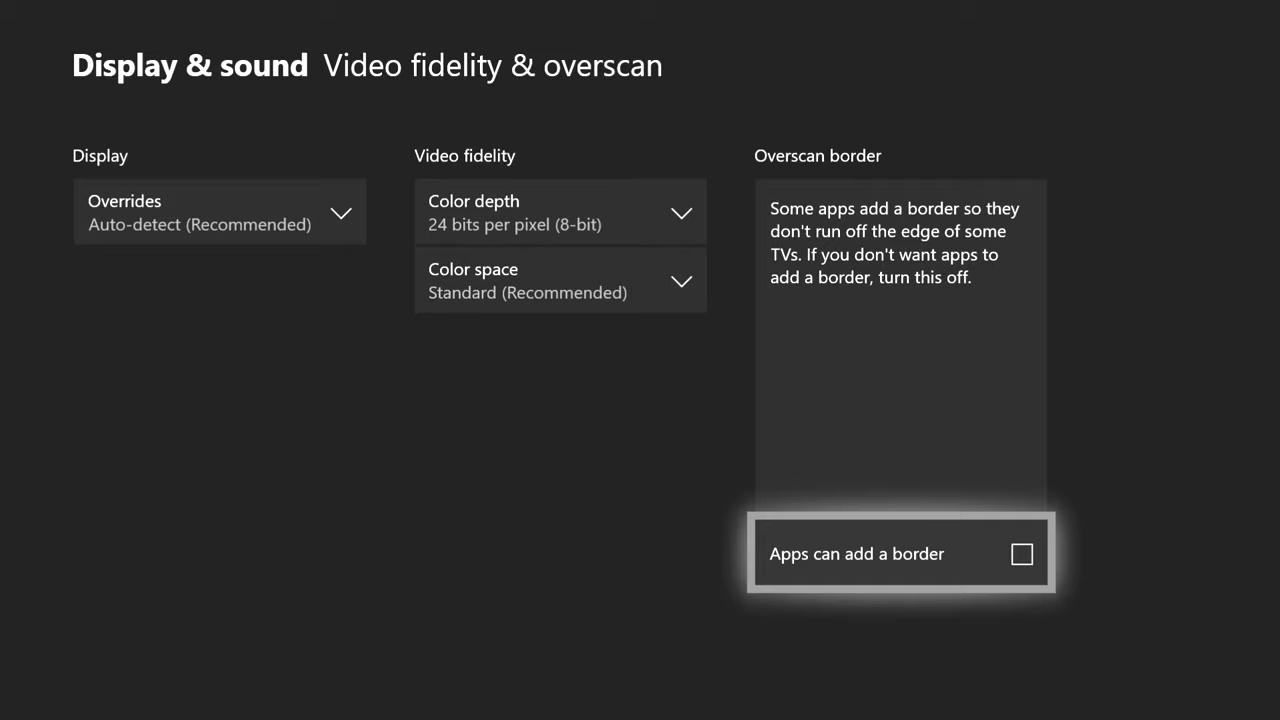 Display & sound Video fidelity & overscan
Display
Overrides
Auto-detect (Recommended)
Video fidelity
Color depth
24 bits per pixel (8-bit)
Color space
Standard (Recommended)
Overscan border
Some apps add a border so they
don't run off the edge of some
TVs. If you don't want apps to
add a border, turn this off.
Apps can add a border